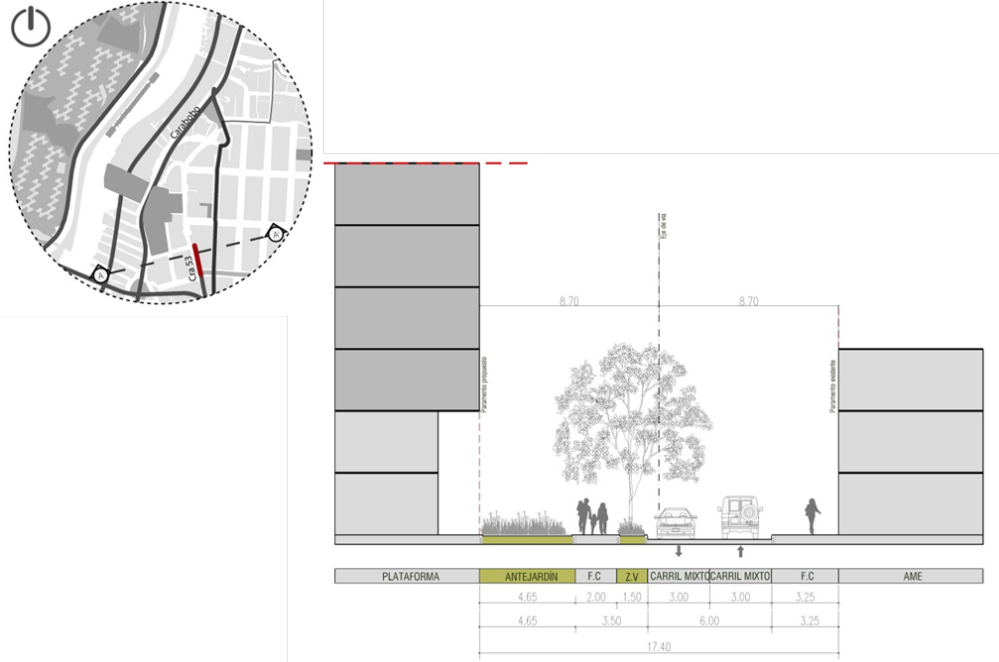 Carabobo
Cra 53
A
A'
Eje de vía
8.70
8.70
Paramento propuesto
Paramento existente
PLATAFORMA
ANTEJARDÍN
F.C
Z.V
CARRIL MIXTO
CARRIL MIXTO
F.C
AME
4.65
2.00
1.50
3.00
3.00
3.25
4.65
3.50
6.00
3.25
17.40